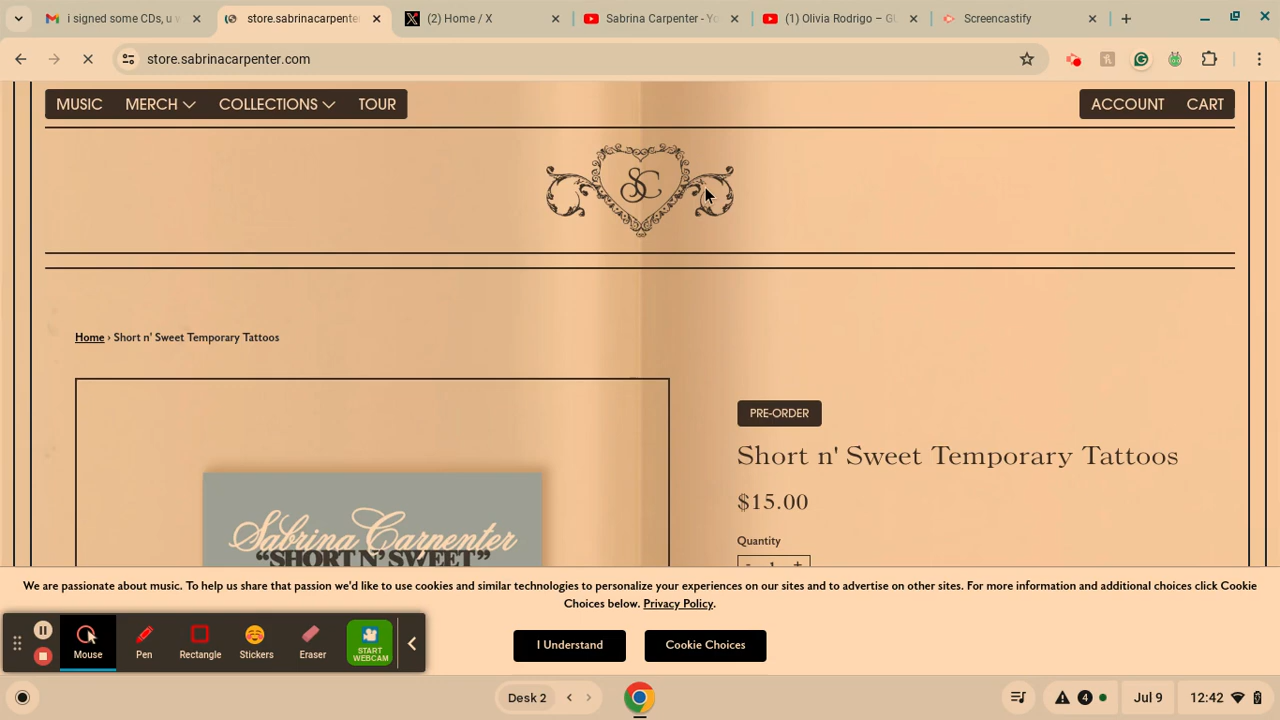 i signed some CDs, u w
store.sabrinacarpenter
(2) Home / X
Sabrina Carpenter - Yo
(1) Olivia Rodrigo – GU
Screencastify
store.sabrinacarpenter.com
MUSIC MERCH COLLECTIONS TOUR
ACCOUNT CART
SC
Home › Short n' Sweet Temporary Tattoos
PRE-ORDER
Short n' Sweet Temporary Tattoos
$15.00
Quantity
- 1 +
Sabrina Carpenter
“SHORT N' SWEET”
We are passionate about music. To help us share that passion we'd like to use cookies and similar technologies to personalize your experiences on our sites and to advertise on other sites. For more information and additional choices click Cookie
Choices below. Privacy Policy.
I Understand
Cookie Choices
Mouse
Pen
Rectangle
Stickers
Eraser
START
WEBCAM
Desk 2
4
Jul 9
12:42